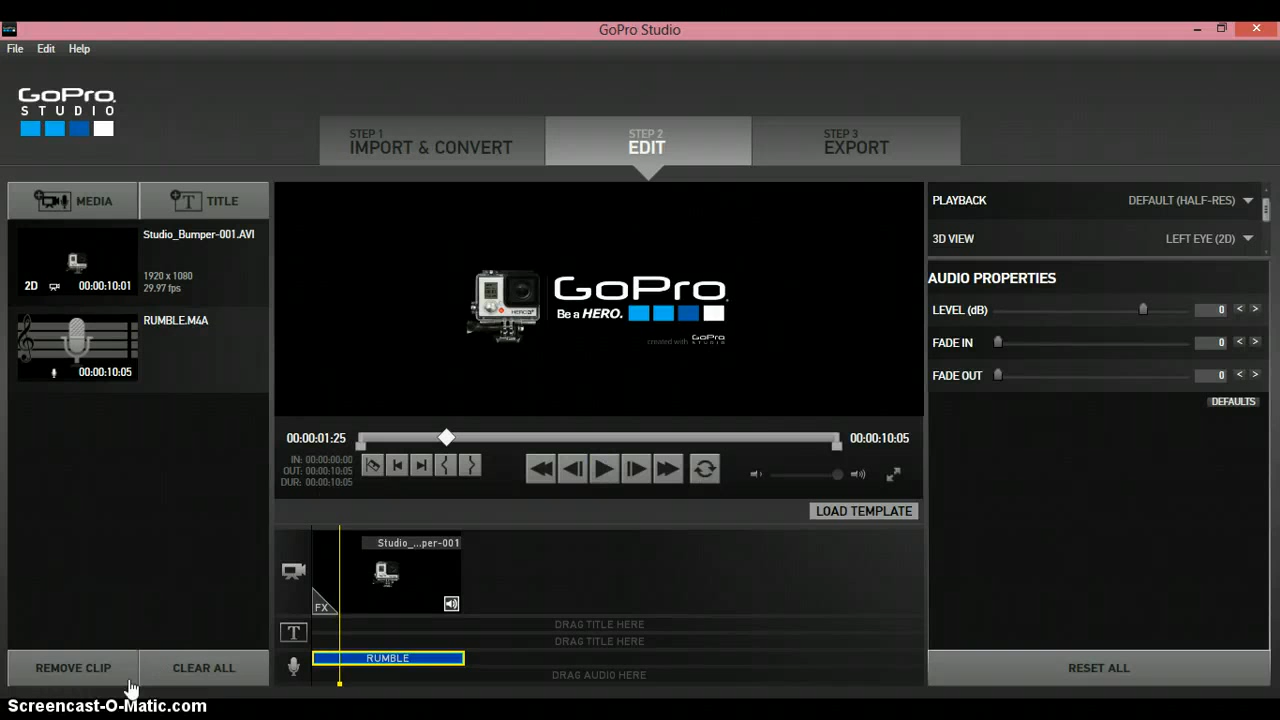 GoPro Studio
File Edit Help
GoPro
STUDIO
STEP 1
IMPORT & CONVERT
STEP 2
EDIT
STEP 3
EXPORT
MEDIA
TITLE
Studio_Bumper-001.AVI
1920 x 1080
29.97 fps
2D 00:00:10:01
RUMBLE.M4A
00:00:10:05
REMOVE CLIP
CLEAR ALL
GoPro
Be a HERO.
created with GoPro
STUDIO
00:00:01:25
00:00:10:05
IN: 00:00:00:00
OUT: 00:00:10:05
DUR: 00:00:10:05
LOAD TEMPLATE
Studio_...per-001
FX
T
DRAG TITLE HERE
DRAG TITLE HERE
RUMBLE
DRAG AUDIO HERE
PLAYBACK DEFAULT (HALF-RES)
3D VIEW LEFT EYE (2D)
AUDIO PROPERTIES
LEVEL (dB) 0
FADE IN 0
FADE OUT 0
DEFAULTS
RESET ALL
Screencast-O-Matic.com